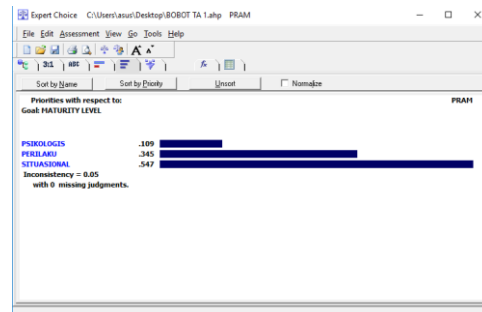 Expert Choice C:\Users\asus\Desktop\BOBOT TA 1.ahp PRAM
File Edit Assessment View Go Tools Help
3:1 ABC
Sort by Name Sort by Priority Unsort Normalize
Priorities with respect to: PRAM
Goal: MATURITY LEVEL
PSIKOLOGIS .109
PERILAKU .345
SITUASIONAL .547
Inconsistency = 0.05
with 0 missing judgments.